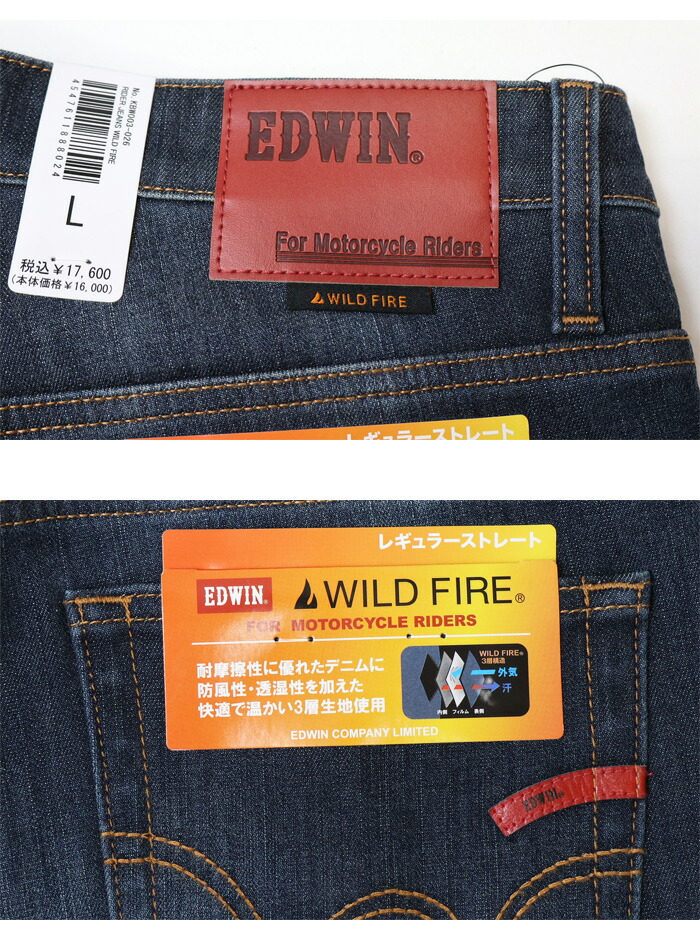 No. KBW003-026
RIDER JEANS WILD FIRE
4547611888024
L
税込¥17,600
(本体価格¥16,000)
EDWIN®
For Motorcycle Riders
WILD FIRE
レギュラーストレート
レギュラーストレート
EDWIN®
WILD FIRE®
FOR MOTORCYCLE RIDERS
耐摩擦性に優れたデニムに
防風性・透湿性を加えた
快適で温かい3層生地使用
WILD FIRE®
3層構造
外気
汗
内側 フィルム 表側
EDWIN COMPANY LIMITED
EDWIN®